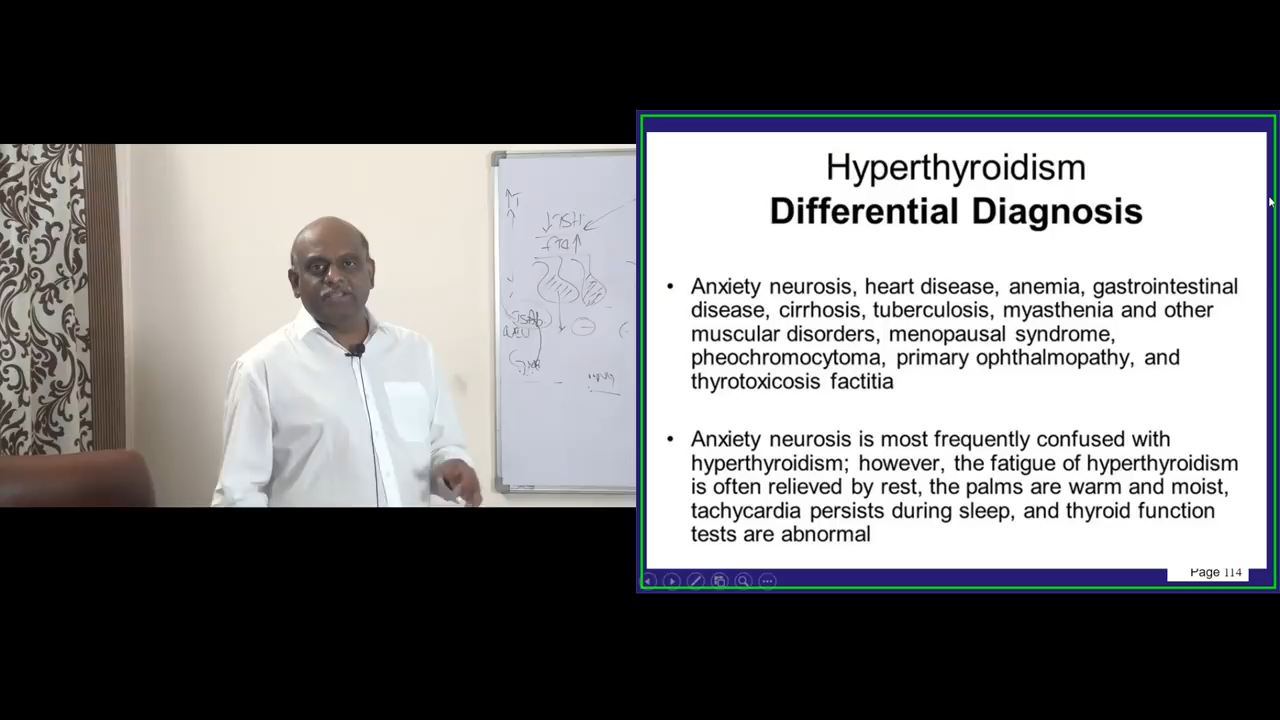 Hyperthyroidism
Differential Diagnosis
• Anxiety neurosis, heart disease, anemia, gastrointestinal
disease, cirrhosis, tuberculosis, myasthenia and other
muscular disorders, menopausal syndrome,
pheochromocytoma, primary ophthalmopathy, and
thyrotoxicosis factitia
• Anxiety neurosis is most frequently confused with
hyperthyroidism; however, the fatigue of hyperthyroidism
is often relieved by rest, the palms are warm and moist,
tachycardia persists during sleep, and thyroid function
tests are abnormal
Page 114